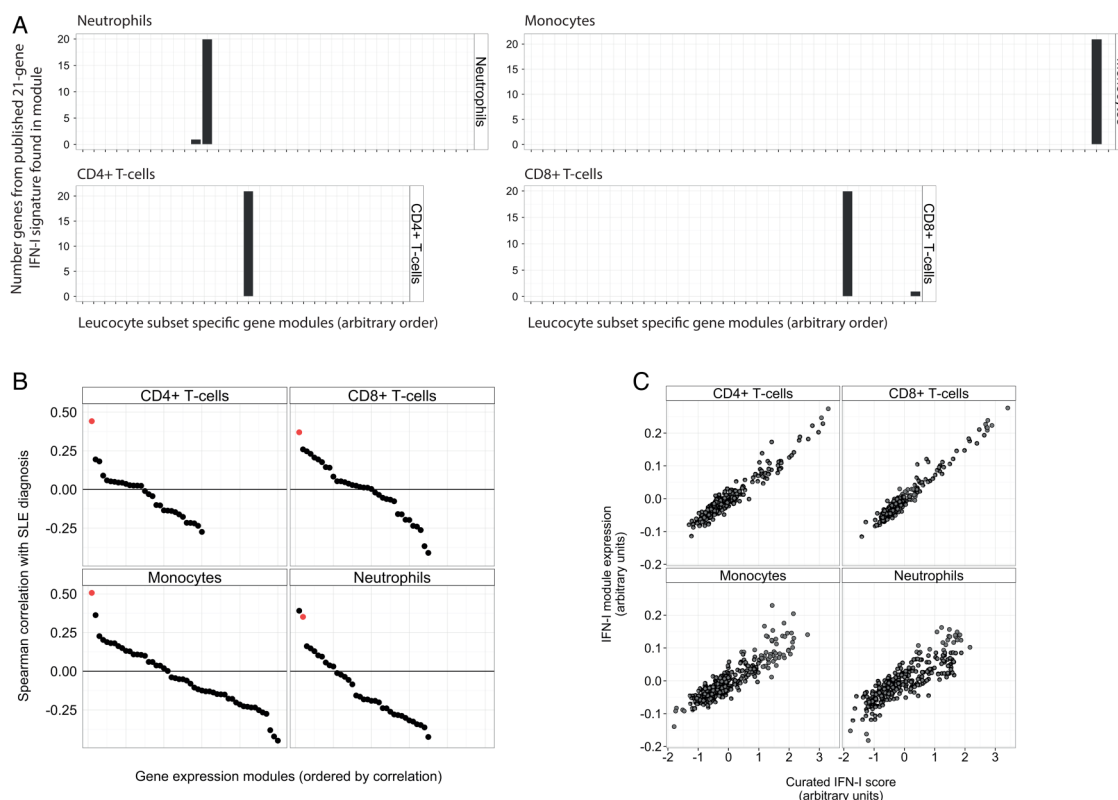 A
Neutrophils
Monocytes
Number genes from published 21-gene
IFN-I signature found in module
20
15
10
5
0
Neutrophils
20
15
10
5
0
CD4+ T-cells
CD8+ T-cells
20
15
10
5
0
CD4+ T-cells
20
15
10
5
0
CD8+ T-cells
Leucocyte subset specific gene modules (arbitrary order)
Leucocyte subset specific gene modules (arbitrary order)
B
CD4+ T-cells
CD8+ T-cells
Spearman correlation with SLE diagnosis
0.50
0.25
0.00
-0.25
Monocytes
Neutrophils
0.50
0.25
0.00
-0.25
Gene expression modules (ordered by correlation)
C
CD4+ T-cells
CD8+ T-cells
IFN-I module expression
(arbitrary units)
0.2
0.1
0.0
-0.1
-0.2
Monocytes
Neutrophils
0.2
0.1
0.0
-0.1
-0.2
-2 -1 0 1 2 3
-2 -1 0 1 2 3
Curated IFN-I score
(arbitrary units)